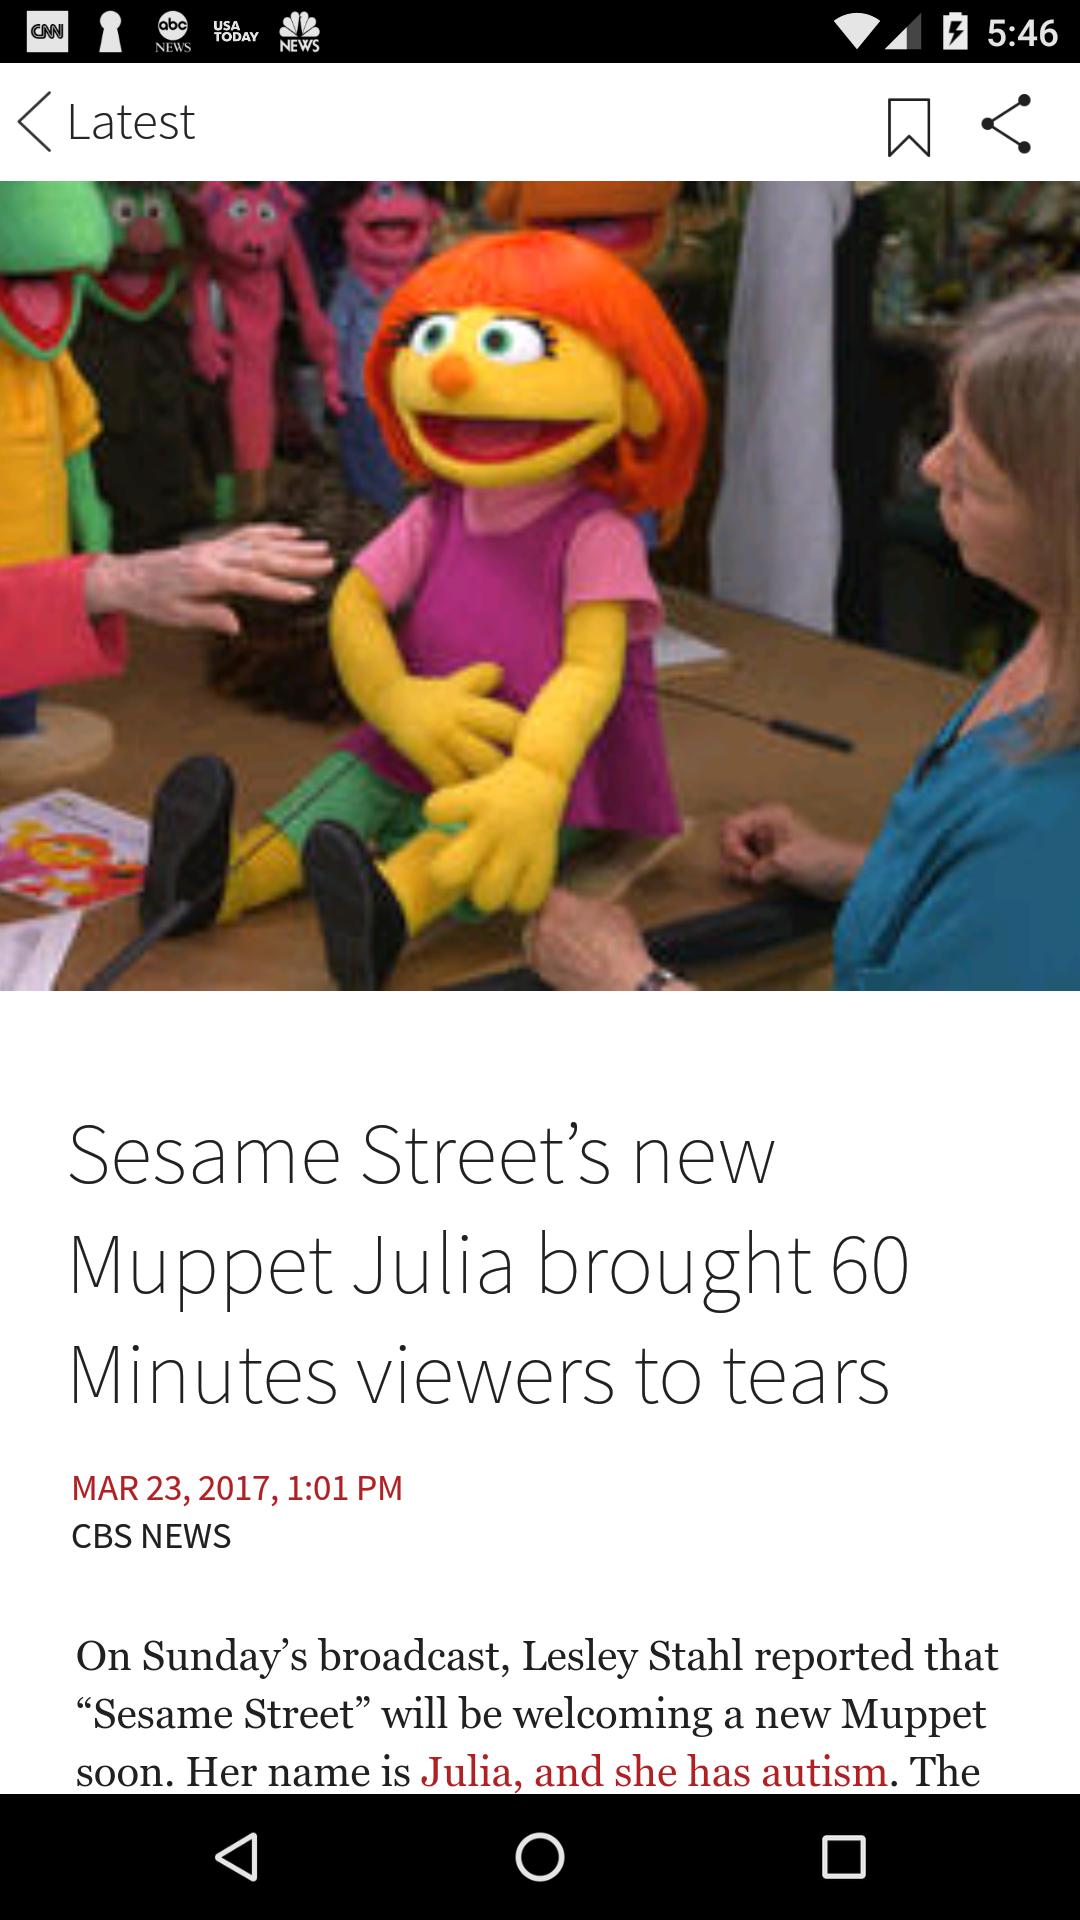 CNN
abc
NEWS
USA
TODAY
NEWS
5:46
Latest
Sesame Street’s new
Muppet Julia brought 60
Minutes viewers to tears
MAR 23, 2017, 1:01 PM
CBS NEWS
On Sunday’s broadcast, Lesley Stahl reported that
“Sesame Street” will be welcoming a new Muppet
soon. Her name is Julia, and she has autism. The